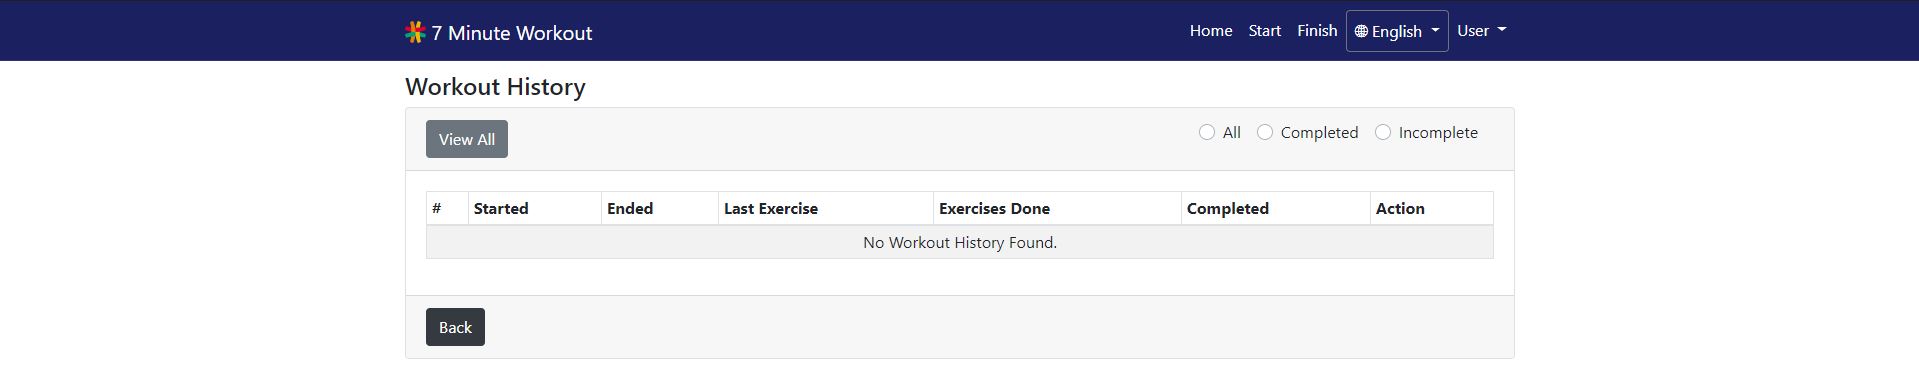 7 Minute Workout Home Start Finish English User
Workout History
View All All Completed Incomplete
# Started Ended Last Exercise Exercises Done Completed Action
No Workout History Found.
Back